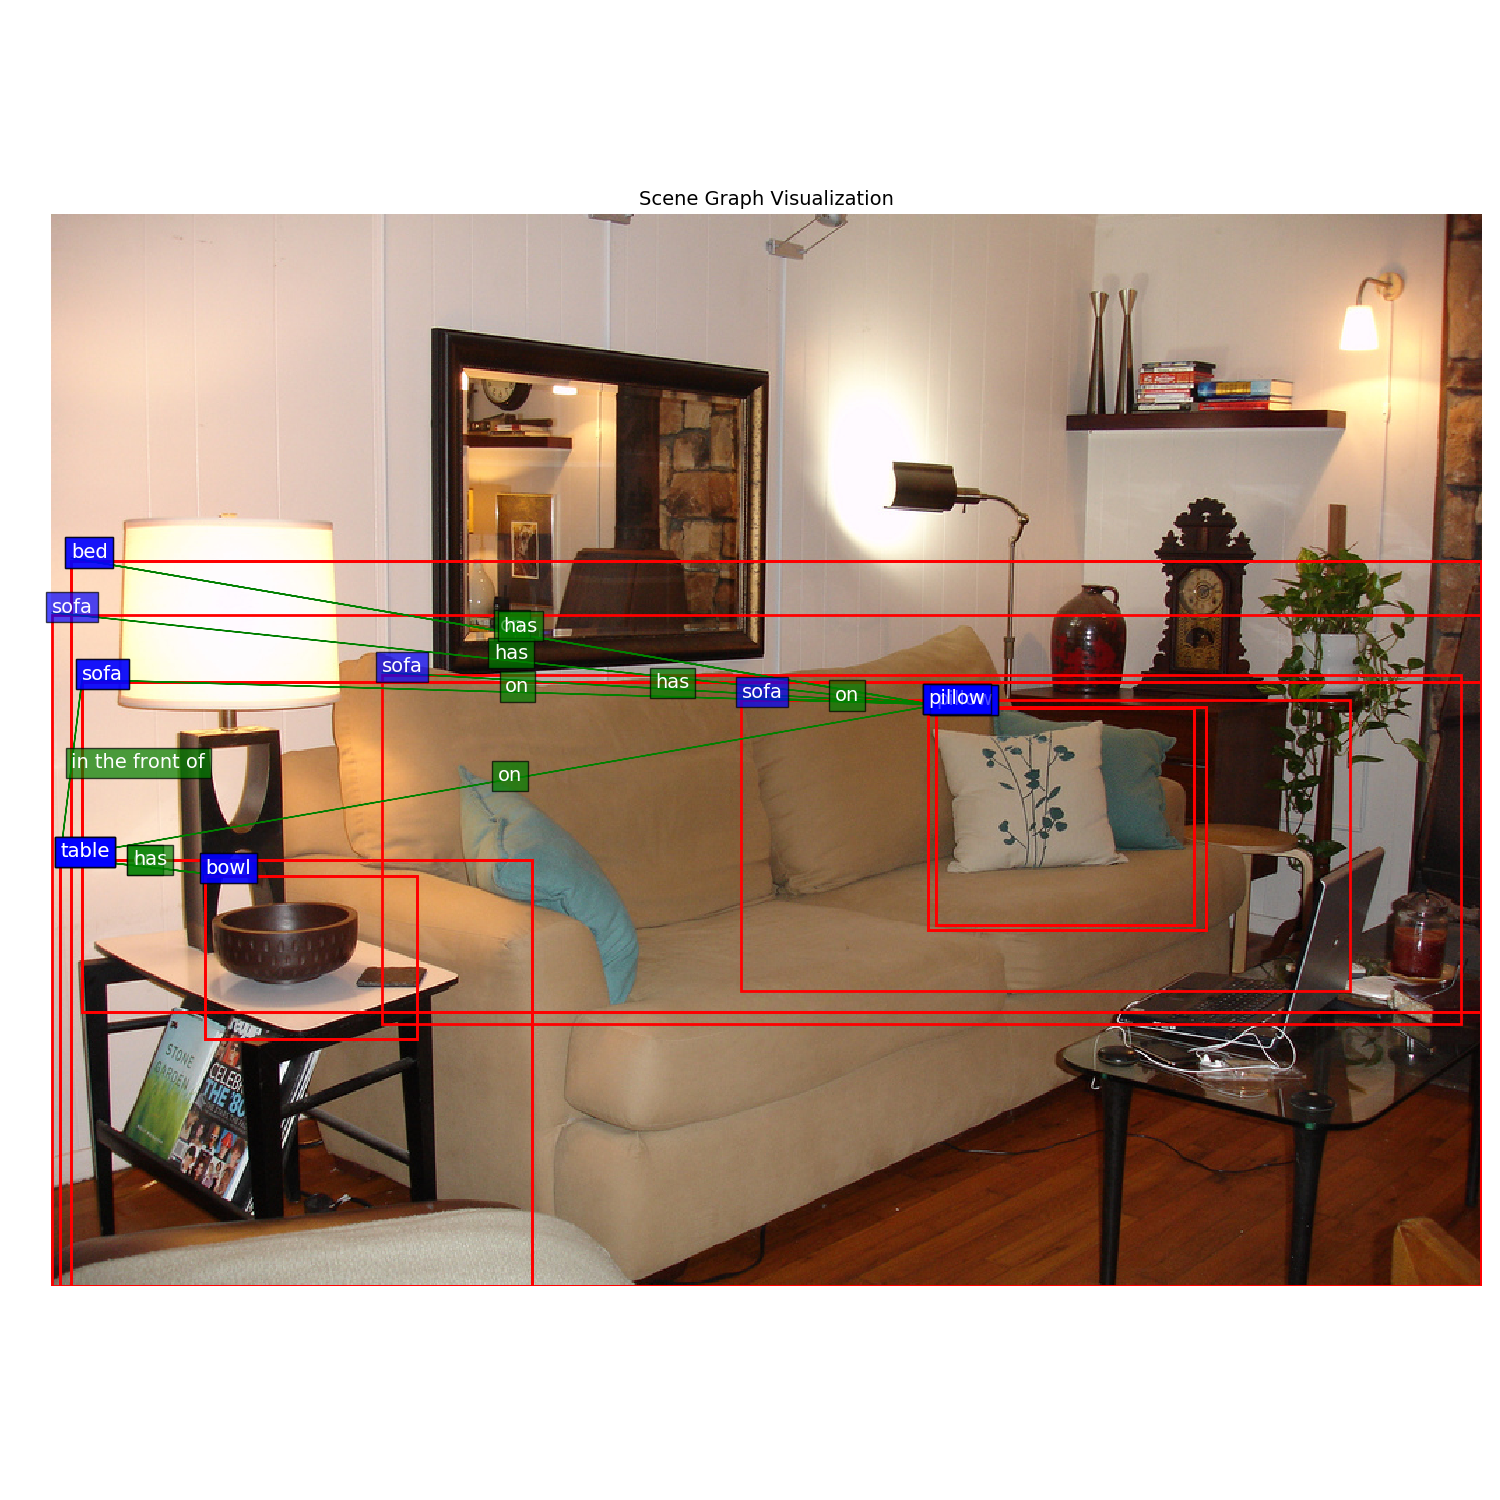 Scene Graph Visualization
bed
sofa
has
has
sofa
sofa
has
on
sofa
on
pillow
in the front of
on
table
has
bowl
STONE
GARDEN
CELEB
THE '80